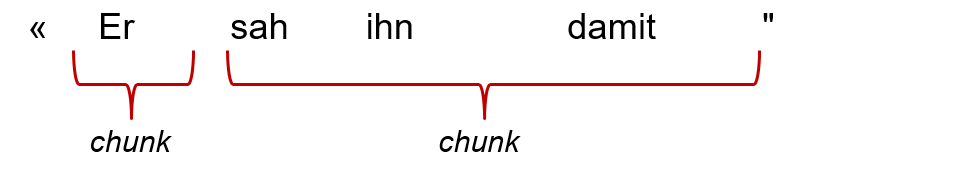 « Er sah ihn damit "
chunk chunk